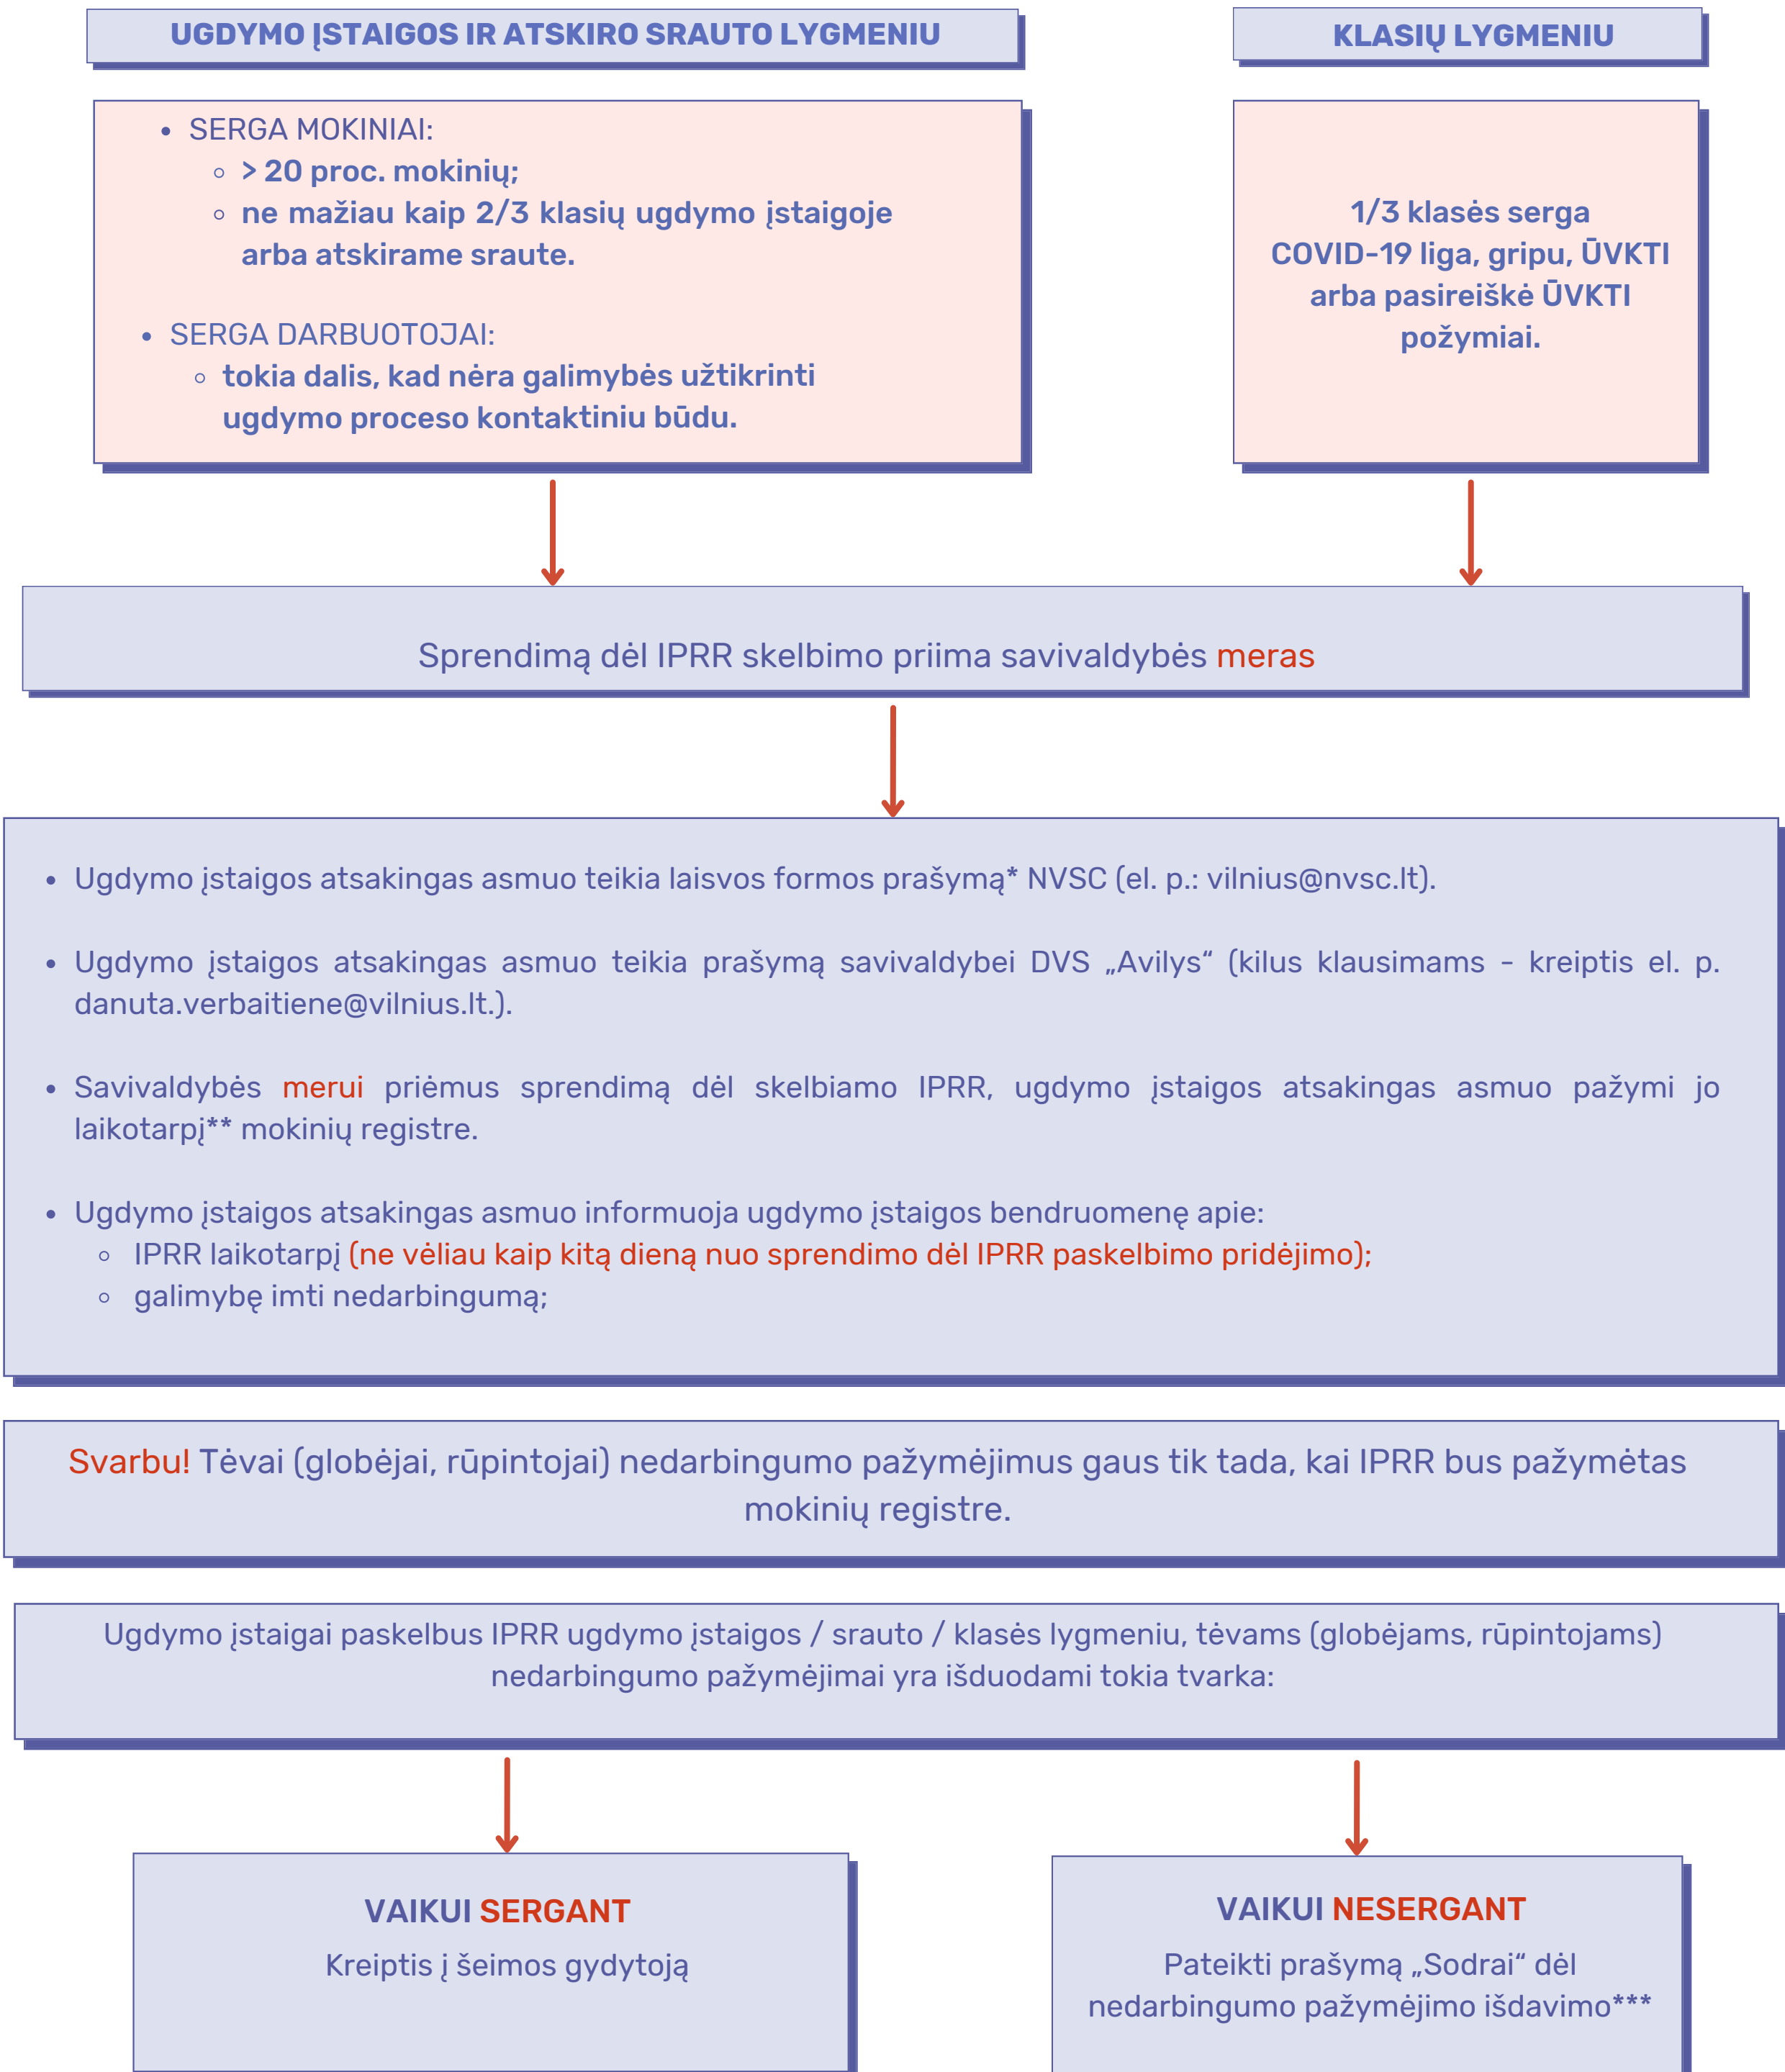 UGDYMO ĮSTAIGOS IR ATSKIRO SRAUTO LYGMENIU
• SERGA MOKINIAI:
◦ > 20 proc. mokinių;
◦ ne mažiau kaip 2/3 klasių ugdymo įstaigoje
arba atskirame sraute.
• SERGA DARBUOTOJAI:
◦ tokia dalis, kad nėra galimybės užtikrinti
ugdymo proceso kontaktiniu būdu.
KLASIŲ LYGMENIU
1/3 klasės serga
COVID-19 liga, gripu, ŪVKTI
arba pasireiškė ŪVKTI
požymiai.
Sprendimą dėl IPRR skelbimo priima savivaldybės meras
• Ugdymo įstaigos atsakingas asmuo teikia laisvos formos prašymą* NVSC (el. p.: vilnius@nvsc.lt).
• Ugdymo įstaigos atsakingas asmuo teikia prašymą savivaldybei DVS „Avilys“ (kilus klausimams - kreiptis el. p.
danuta.verbaitiene@vilnius.lt.).
• Savivaldybės merui priėmus sprendimą dėl skelbiamo IPRR, ugdymo įstaigos atsakingas asmuo pažymi jo
laikotarpį** mokinių registre.
• Ugdymo įstaigos atsakingas asmuo informuoja ugdymo įstaigos bendruomenę apie:
◦ IPRR laikotarpį (ne vėliau kaip kitą dieną nuo sprendimo dėl IPRR paskelbimo pridėjimo);
◦ galimybę imti nedarbingumą;
Svarbu! Tėvai (globėjai, rūpintojai) nedarbingumo pažymėjimus gaus tik tada, kai IPRR bus pažymėtas
mokinių registre.
Ugdymo įstaigai paskelbus IPRR ugdymo įstaigos / srauto / klasės lygmeniu, tėvams (globėjams, rūpintojams)
nedarbingumo pažymėjimai yra išduodami tokia tvarka:
VAIKUI SERGANT
Kreiptis į šeimos gydytoją
VAIKUI NESERGANT
Pateikti prašymą „Sodrai“ dėl
nedarbingumo pažymėjimo išdavimo***